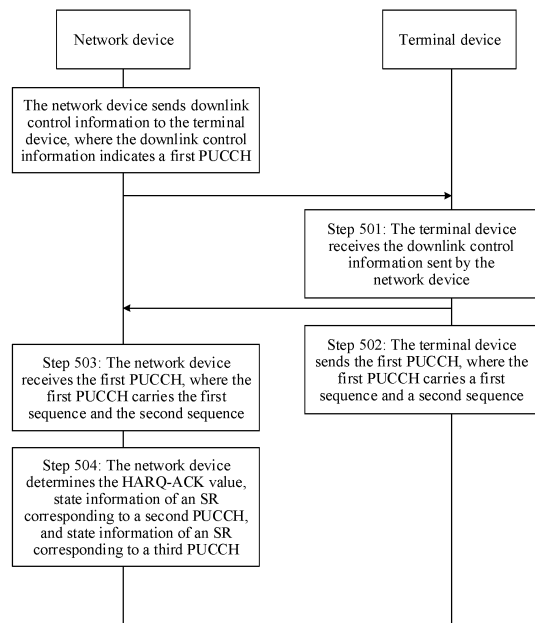 Network device
Terminal device
The network device sends downlink
control information to the terminal
device, where the downlink control
information indicates a first PUCCH
Step 501: The terminal device
receives the downlink control
information sent by the
network device
Step 502: The terminal device
sends the first PUCCH, where the
first PUCCH carries a first
sequence and a second sequence
Step 503: The network device
receives the first PUCCH, where the
first PUCCH carries the first
sequence and the second sequence
Step 504: The network device
determines the HARQ-ACK value,
state information of an SR
corresponding to a second PUCCH,
and state information of an SR
corresponding to a third PUCCH